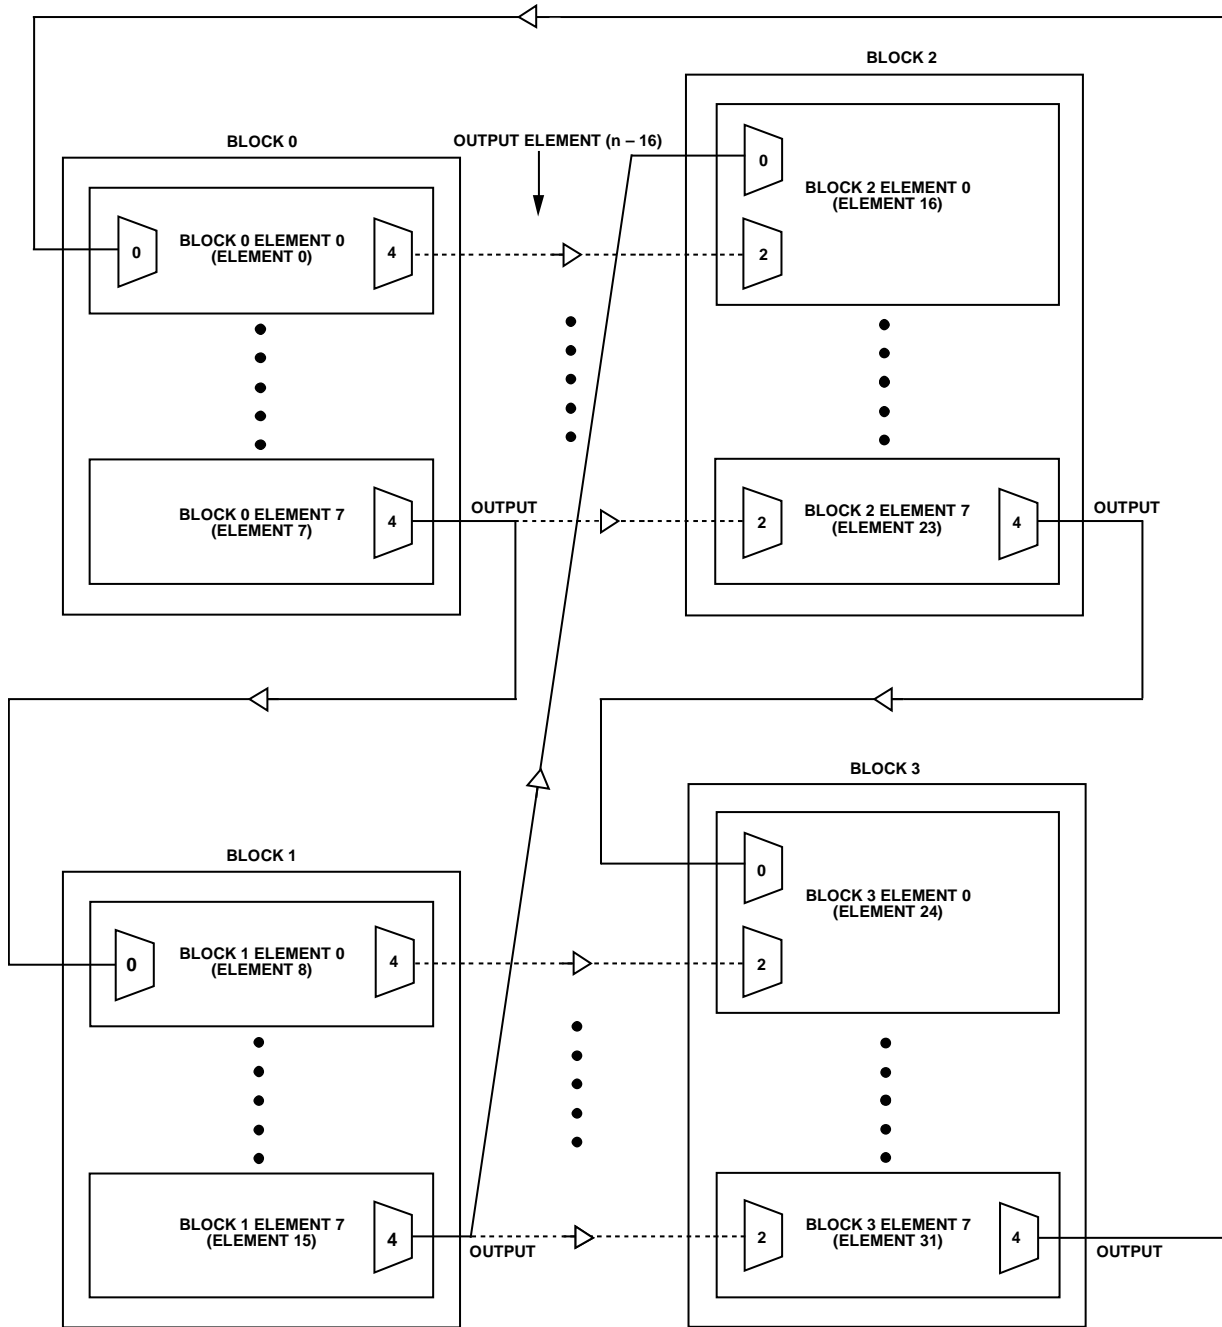 BLOCK 2
BLOCK 0
OUTPUT ELEMENT (n – 16)
0
BLOCK 2 ELEMENT 0
(ELEMENT 16)
0
BLOCK 0 ELEMENT 0
(ELEMENT 0)
4
2
BLOCK 0 ELEMENT 7
(ELEMENT 7)
4
OUTPUT
2
BLOCK 2 ELEMENT 7
(ELEMENT 23)
4
OUTPUT
BLOCK 3
BLOCK 1
0
BLOCK 3 ELEMENT 0
(ELEMENT 24)
0
BLOCK 1 ELEMENT 0
(ELEMENT 8)
4
2
BLOCK 1 ELEMENT 7
(ELEMENT 15)
4
OUTPUT
2
BLOCK 3 ELEMENT 7
(ELEMENT 31)
4
OUTPUT